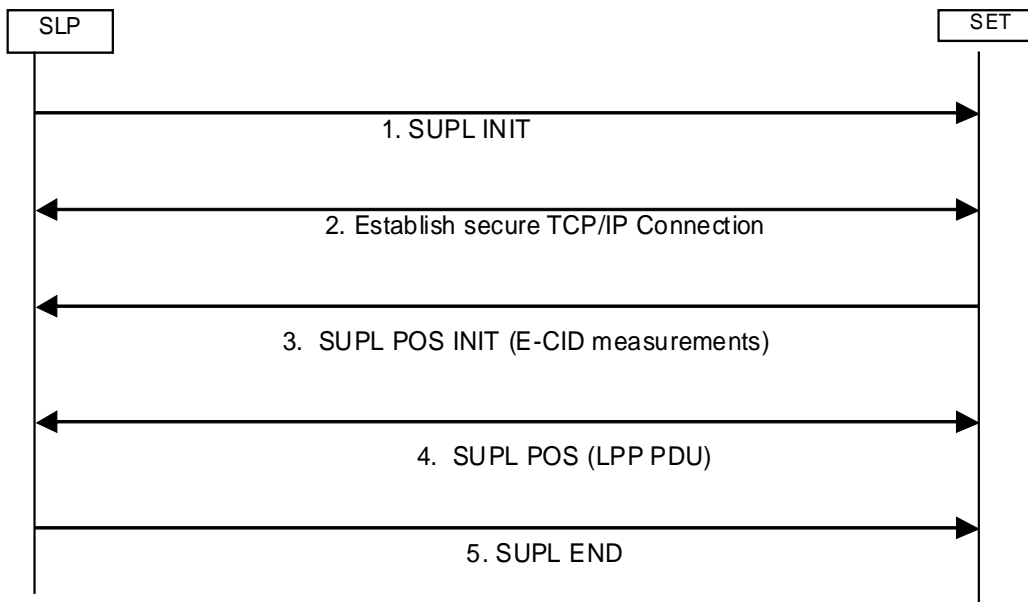 SLP
SET
1. SUPL INIT
2. Establish secure TCP/IP Connection
3. SUPL POS INIT (E-CID measurements)
4. SUPL POS (LPP PDU)
5. SUPL END